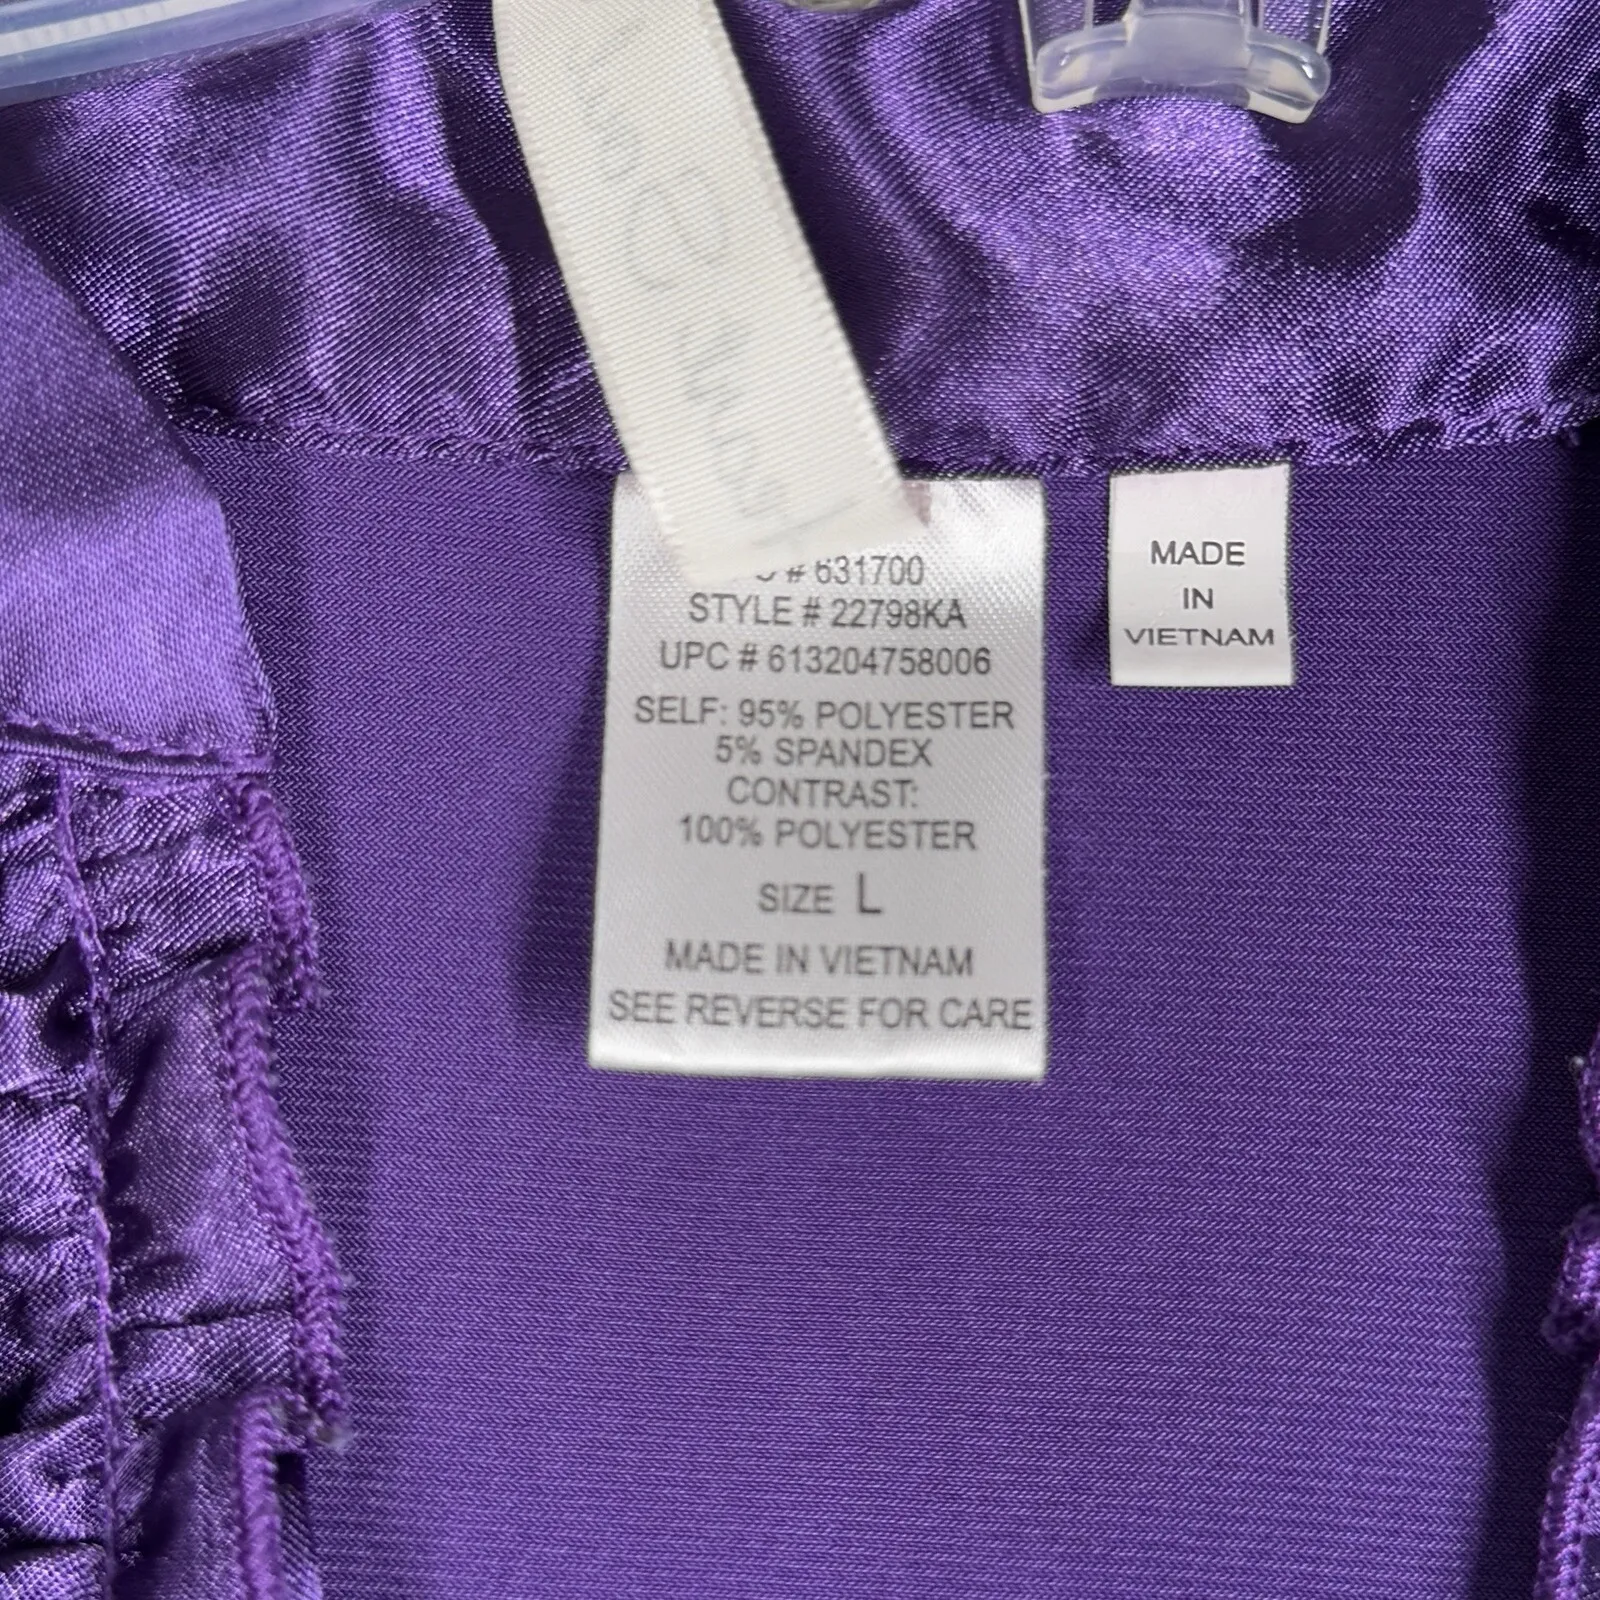 # 631700
STYLE # 22798KA
UPC # 613204758006
SELF: 95% POLYESTER
5% SPANDEX
CONTRAST:
100% POLYESTER
SIZE L
MADE IN VIETNAM
SEE REVERSE FOR CARE
MADE
IN
VIETNAM